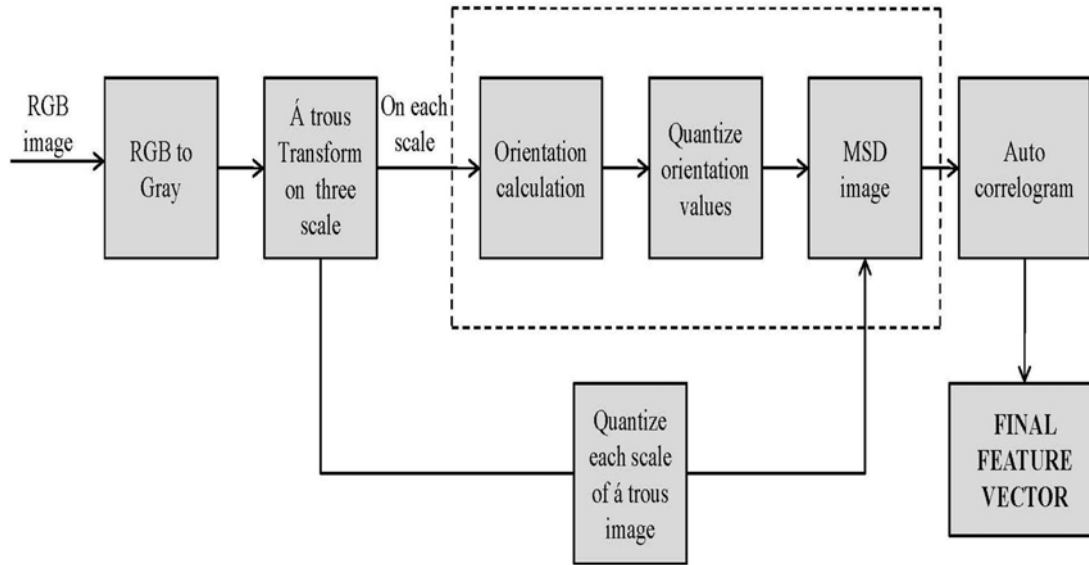 RGB
image
RGB to
Gray
Á trous
Transform
on three
scale
On each
scale
Orientation
calculation
Quantize
orientation
values
MSD
image
Auto
correlogram
Quantize
each scale
of á trous
image
FINAL
FEATURE
VECTOR